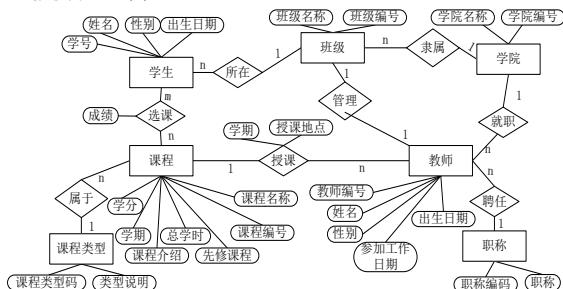 姓名 性别 出生日期 班级名称 班级编号 学院名称 学院编号
学号
学生 n 所在 1 班级 n 隶属 1 学院
m 1 1
成绩 选课 管理 就职
学期 授课地点
n 1 n
课程 1 授课 n 教师
n n
属于 学分 课程名称 教师编号 聘任
学期 总学时 课程编号 姓名 出生日期
1 性别 1
课程类型 课程介绍 先修课程 参加工作日期 职称
课程类型码 类型说明 职称编码 职称